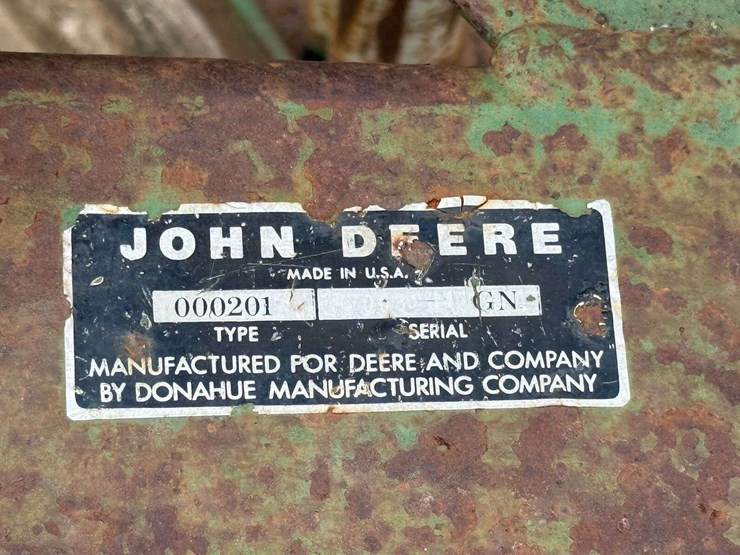 JOHN DEERE
MADE IN U.S.A.
000201 GN
TYPE SERIAL
MANUFACTURED FOR DEERE AND COMPANY
BY DONAHUE MANUFACTURING COMPANY